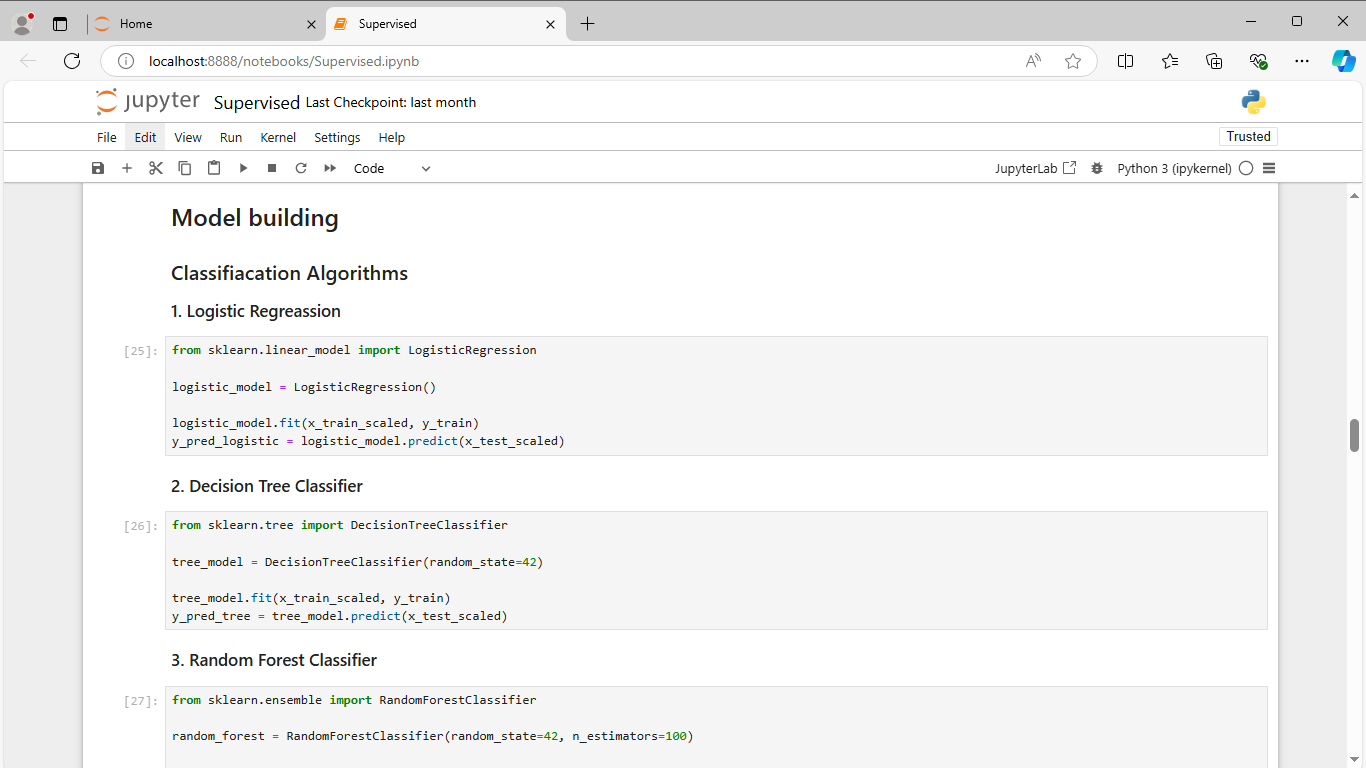 Home
Supervised
localhost:8888/notebooks/Supervised.ipynb
jupyter Supervised Last Checkpoint: last month
File Edit View Run Kernel Settings Help
Trusted
Code
JupyterLab
Python 3 (ipykernel)
Model building
Classifiacation Algorithms
1. Logistic Regreassion
[25]:
from sklearn.linear_model import LogisticRegression
logistic_model = LogisticRegression()
logistic_model.fit(x_train_scaled, y_train)
y_pred_logistic = logistic_model.predict(x_test_scaled)
2. Decision Tree Classifier
[26]:
from sklearn.tree import DecisionTreeClassifier
tree_model = DecisionTreeClassifier(random_state=42)
tree_model.fit(x_train_scaled, y_train)
y_pred_tree = tree_model.predict(x_test_scaled)
3. Random Forest Classifier
[27]:
from sklearn.ensemble import RandomForestClassifier
random_forest = RandomForestClassifier(random_state=42, n_estimators=100)